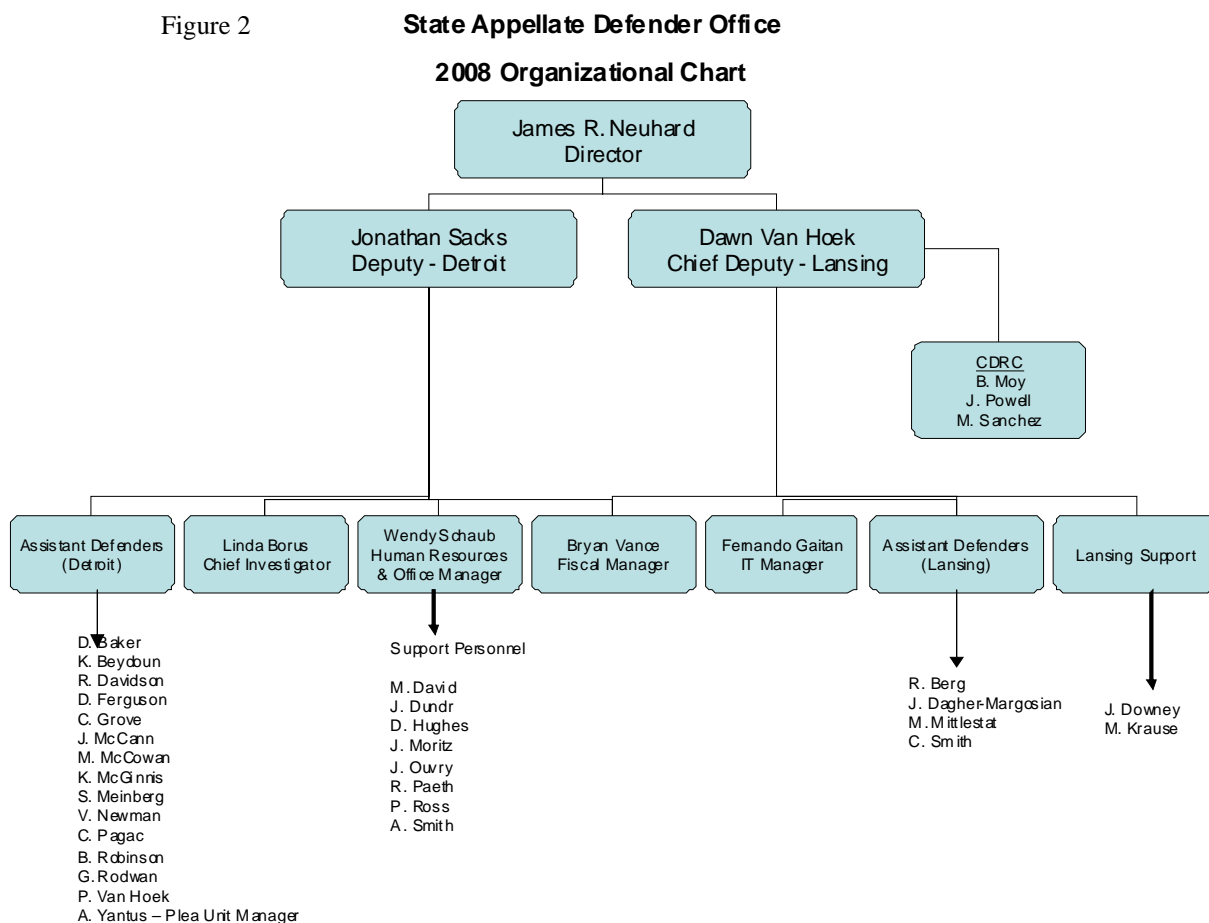 Figure 2
State Appellate Defender Office
2008 Organizational Chart
James R. Neuhard
Director
Jonathan Sacks
Deputy - Detroit
Dawn Van Hoek
Chief Deputy - Lansing
CDRC
B. Moy
J. Powell
M. Sanchez
Assistant Defenders
(Detroit)
Linda Borus
Chief Investigator
Wendy Schaub
Human Resources
& Office Manager
Bryan Vance
Fiscal Manager
Fernando Gaitan
IT Manager
Assistant Defenders
(Lansing)
Lansing Support
D. Baker
K. Beydoun
R. Davidson
D. Ferguson
C. Grove
J. McCann
M. McCowan
K. McGinnis
S. Meinberg
V. Newman
C. Pagac
B. Robinson
G. Rodwan
P. Van Hoek
A. Yantus – Plea Unit Manager
Support Personnel
M. David
J. Dundr
D. Hughes
J. Moritz
J. Ouvry
R. Paeth
P. Ross
A. Smith
R. Berg
J. Dagher-Margosian
M. Mittlestat
C. Smith
J. Downey
M. Krause